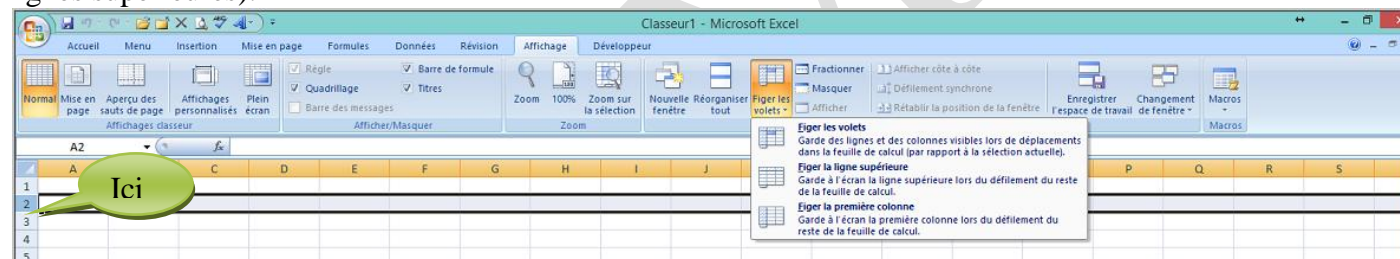 lignes supérieures).
Classeur1 - Microsoft Excel
Accueil Menu Insertion Mise en page Formules Données Révision Affichage Développeur
Normal Mise en page Aperçu des sauts de page Affichages personnalisés Plein écran
Affichages classeur
Règle Barre de formule
Quadrillage Titres
Barre des messages
Afficher/Masquer
Zoom 100% Zoom sur la sélection
Zoom
Nouvelle fenêtre Réorganiser tout Figer les volets
Fractionner Afficher côte à côte
Masquer Défilement synchrone
Afficher Rétablir la position de la fenêtre
Enregistrer l'espace de travail Changement de fenêtre
Macros
Macros
Figer les volets
Garde des lignes et des colonnes visibles lors de déplacements
dans la feuille de calcul (par rapport à la sélection actuelle).
Figer la ligne supérieure
Garde à l'écran la ligne supérieure lors du défilement du reste
de la feuille de calcul.
Figer la première colonne
Garde à l'écran la première colonne lors du défilement du
reste de la feuille de calcul.
A2 fx
A C D E F G H I J P Q R S
1
Ici
2
3
4
5